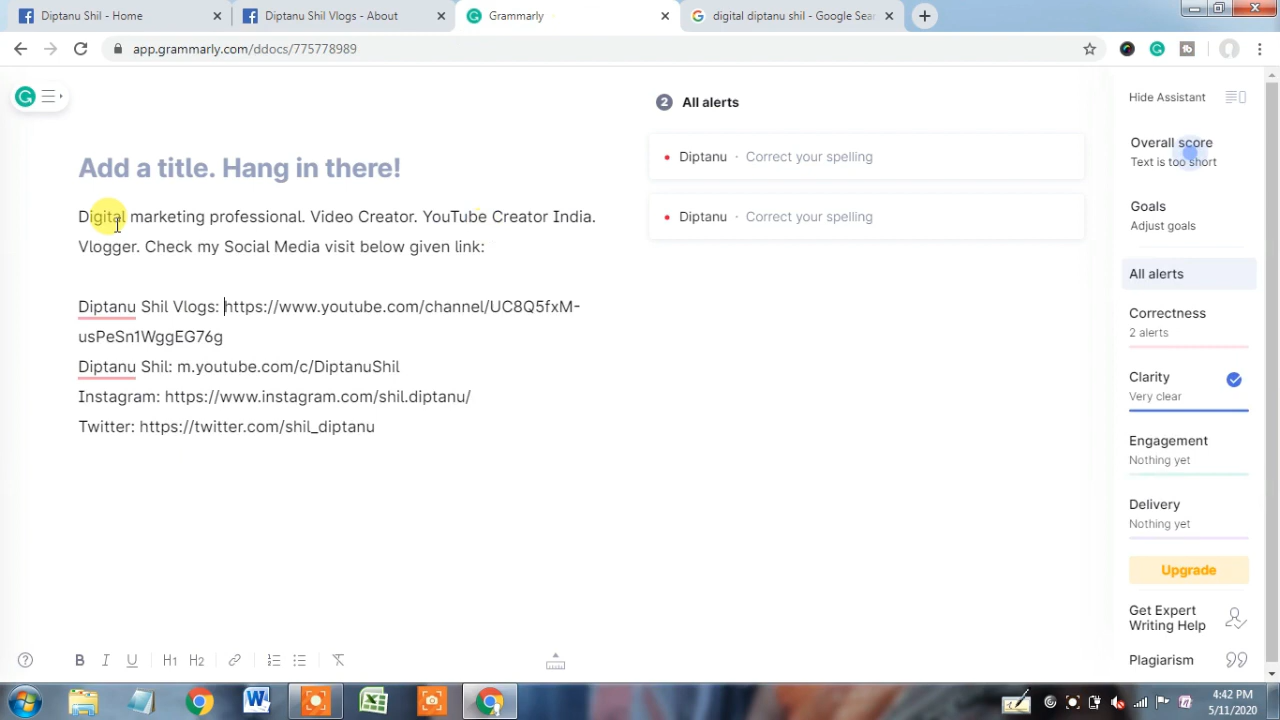 Diptanu Shil - Home
Diptanu Shil Vlogs - About
Grammarly
digital diptanu shil - Google Sear
app.grammarly.com/ddocs/775778989
2 All alerts
Hide Assistant
Add a title. Hang in there!
Diptanu · Correct your spelling
Overall score
Text is too short
Digital marketing professional. Video Creator. YouTube Creator India.
Vlogger. Check my Social Media visit below given link:
Diptanu · Correct your spelling
Goals
Adjust goals
All alerts
Diptanu Shil Vlogs: https://www.youtube.com/channel/UC8Q5fxM-
usPeSn1WggEG76g
Diptanu Shil: m.youtube.com/c/DiptanuShil
Instagram: https://www.instagram.com/shil.diptanu/
Twitter: https://twitter.com/shil_diptanu
Correctness
2 alerts
Clarity
Very clear
Engagement
Nothing yet
Delivery
Nothing yet
Upgrade
Get Expert
Writing Help
Plagiarism
B I U H1 H2
4:42 PM
5/11/2020